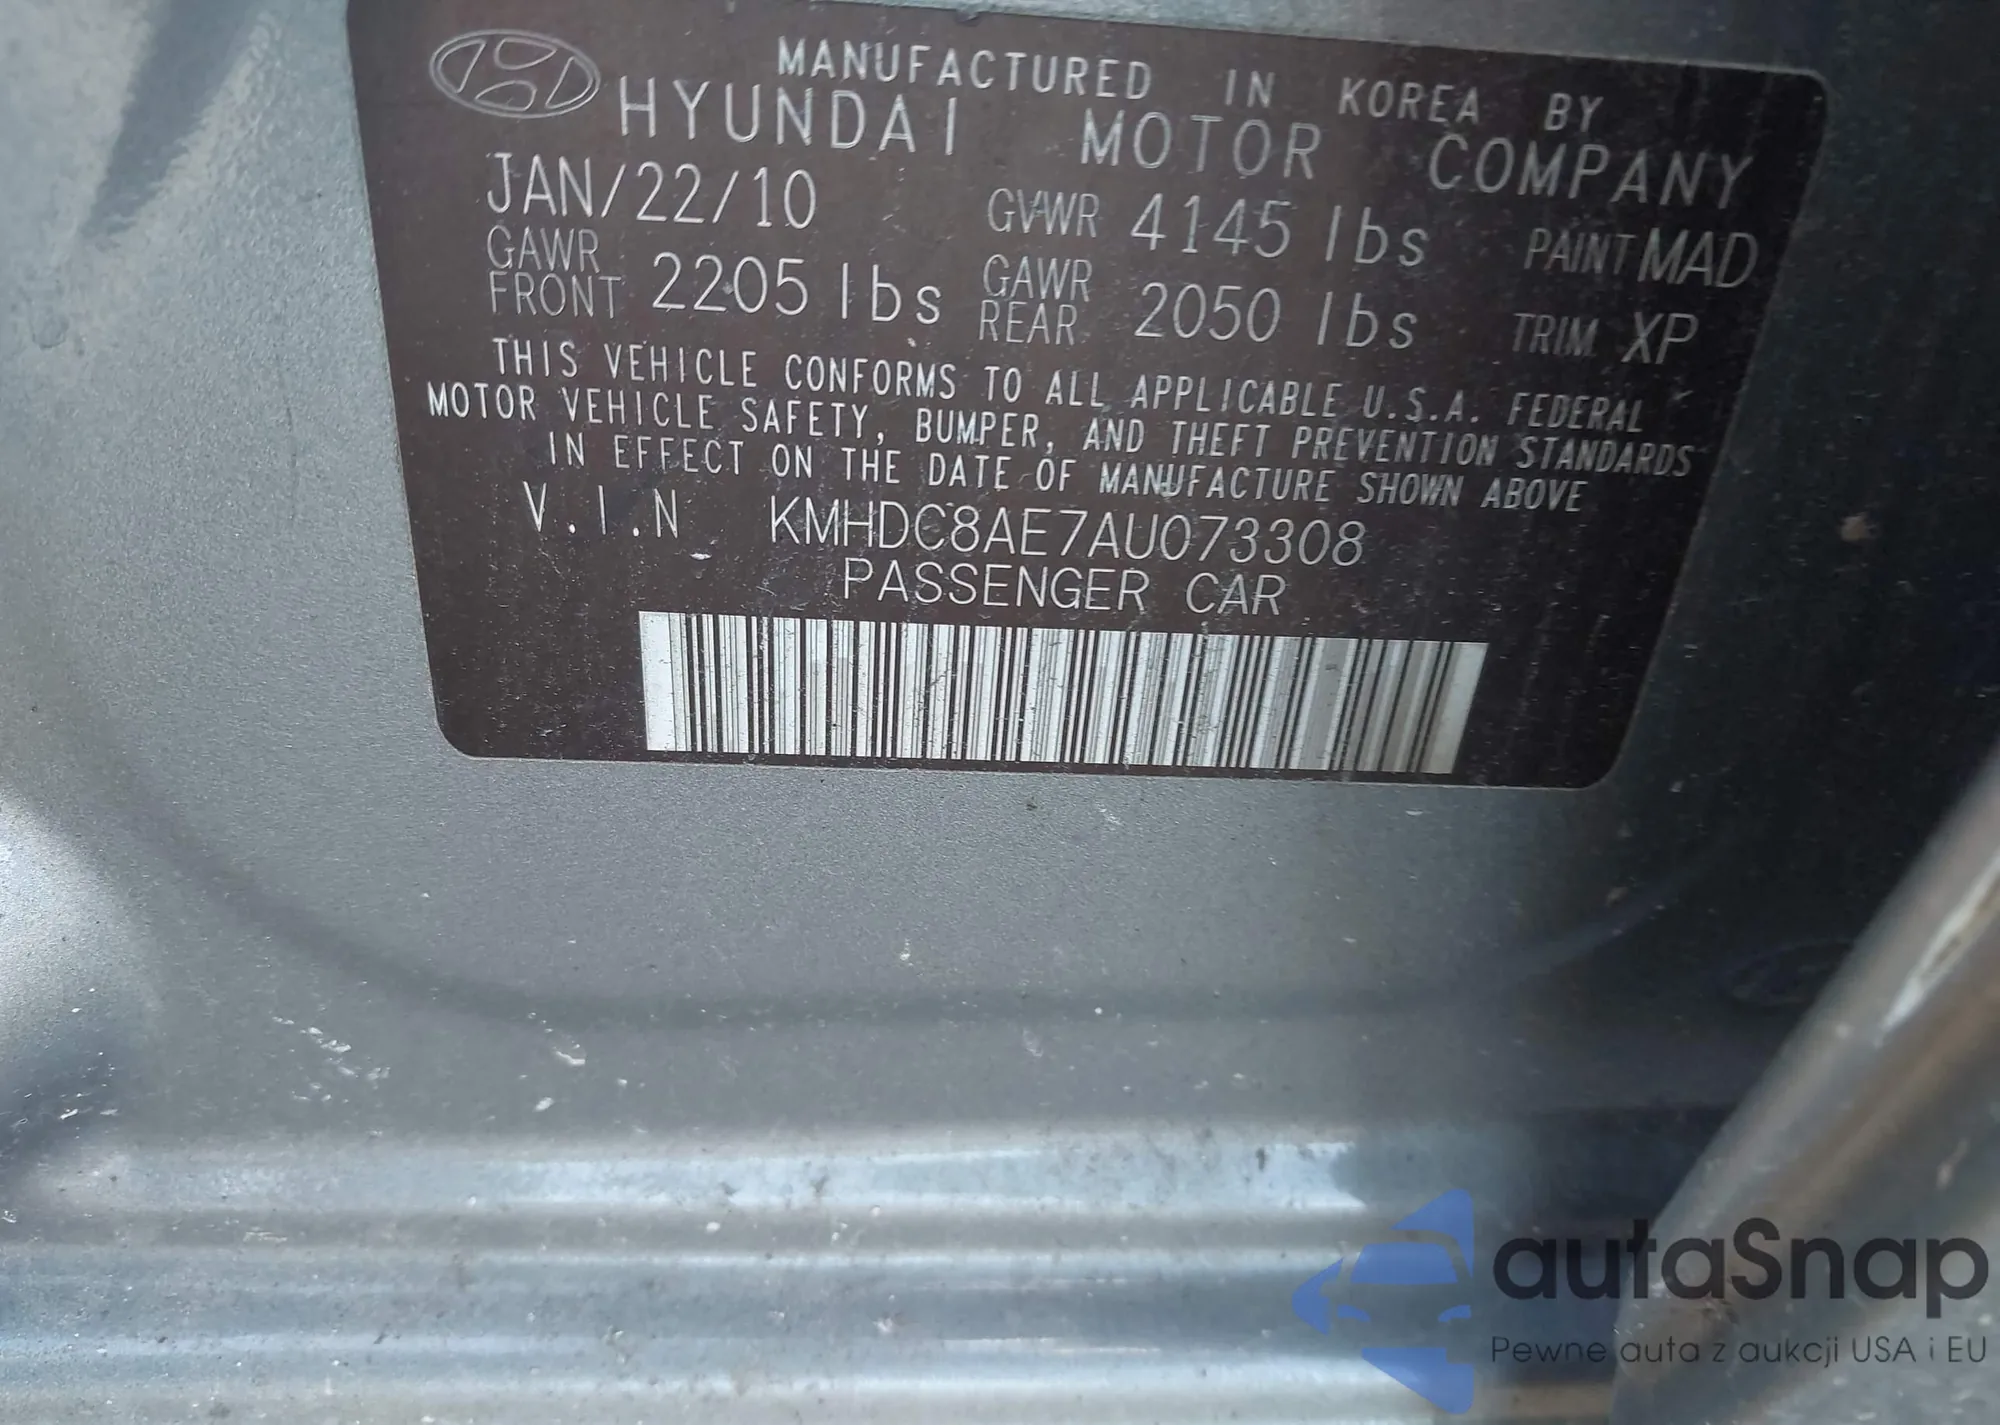 MANUFACTURED IN KOREA BY
HYUNDAI MOTOR COMPANY
JAN/22/10 GVWR 4145 lbs PAINT MAD
GAWR FRONT 2205 lbs GAWR REAR 2050 lbs TRIM XP
THIS VEHICLE CONFORMS TO ALL APPLICABLE U.S.A. FEDERAL
MOTOR VEHICLE SAFETY, BUMPER, AND THEFT PREVENTION STANDARDS
IN EFFECT ON THE DATE OF MANUFACTURE SHOWN ABOVE
V.I.N KMHDC8AE7AU073308
PASSENGER CAR
autaSnap
Pewne auta z aukcji USA i EU